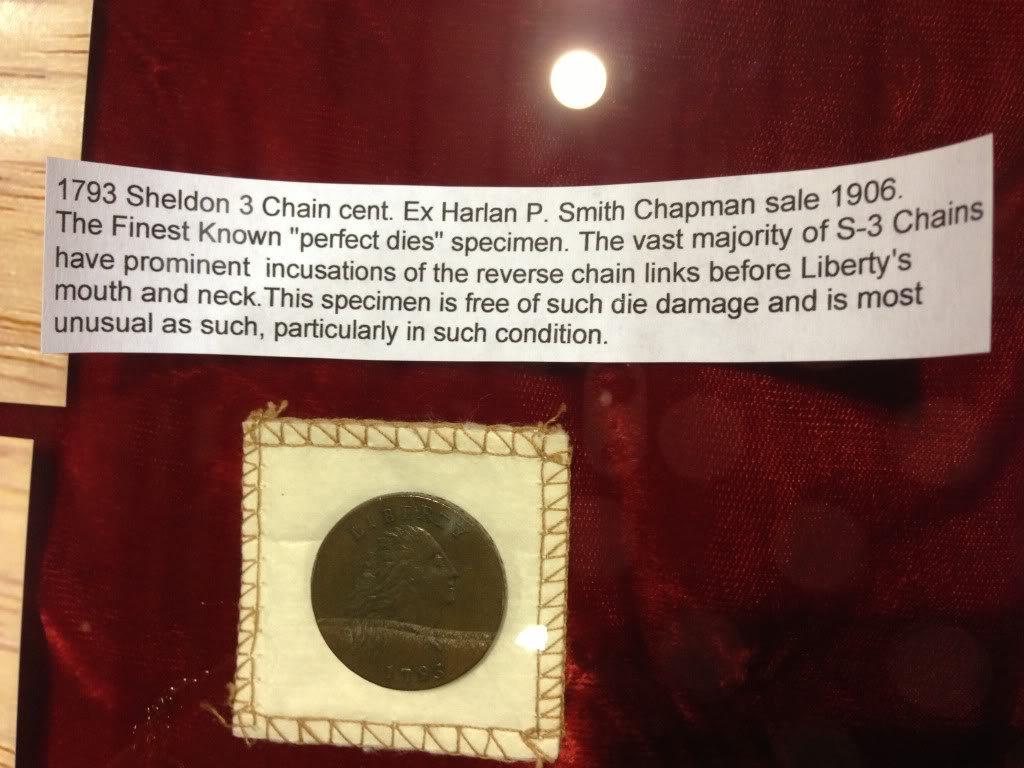 1793 Sheldon 3 Chain cent. Ex Harlan P. Smith Chapman sale 1906.
The Finest Known "perfect dies" specimen. The vast majority of S-3 Chains
have prominent incusations of the reverse chain links before Liberty's
mouth and neck.This specimen is free of such die damage and is most
unusual as such, particularly in such condition.
LIBERTY
1793